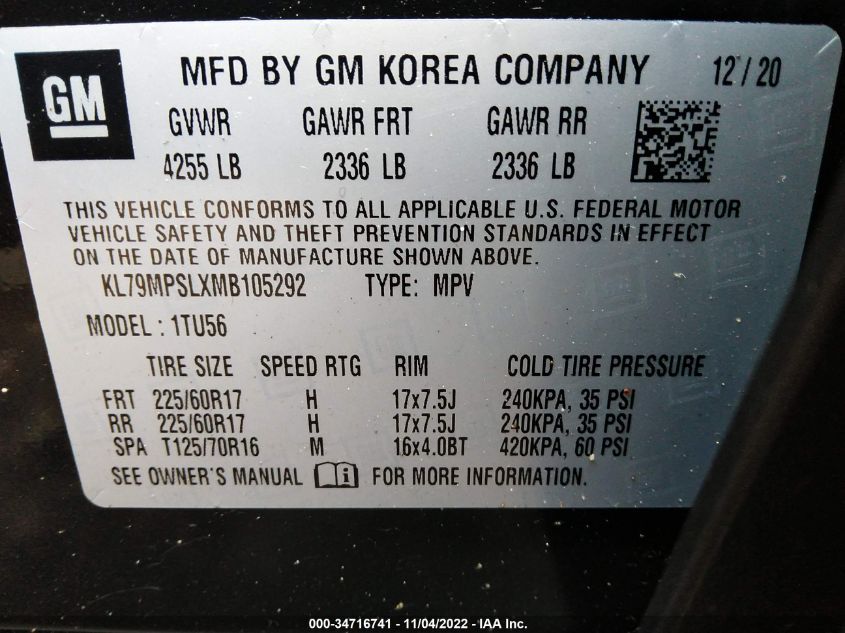 GM
MFD BY GM KOREA COMPANY 12/20
GVWR GAWR FRT GAWR RR
4255 LB 2336 LB 2336 LB
THIS VEHICLE CONFORMS TO ALL APPLICABLE U.S. FEDERAL MOTOR
VEHICLE SAFETY AND THEFT PREVENTION STANDARDS IN EFFECT
ON THE DATE OF MANUFACTURE SHOWN ABOVE.
KL79MPSLXMB105292 TYPE: MPV
MODEL : 1TU56
TIRE SIZE SPEED RTG RIM COLD TIRE PRESSURE
FRT 225/60R17 H 17x7.5J 240KPA, 35 PSI
RR 225/60R17 H 17x7.5J 240KPA, 35 PSI
SPA T125/70R16 M 16x4.0BT 420KPA, 60 PSI
SEE OWNER'S MANUAL i FOR MORE INFORMATION.
000-34716741 - 11/04/2022 - IAA Inc.